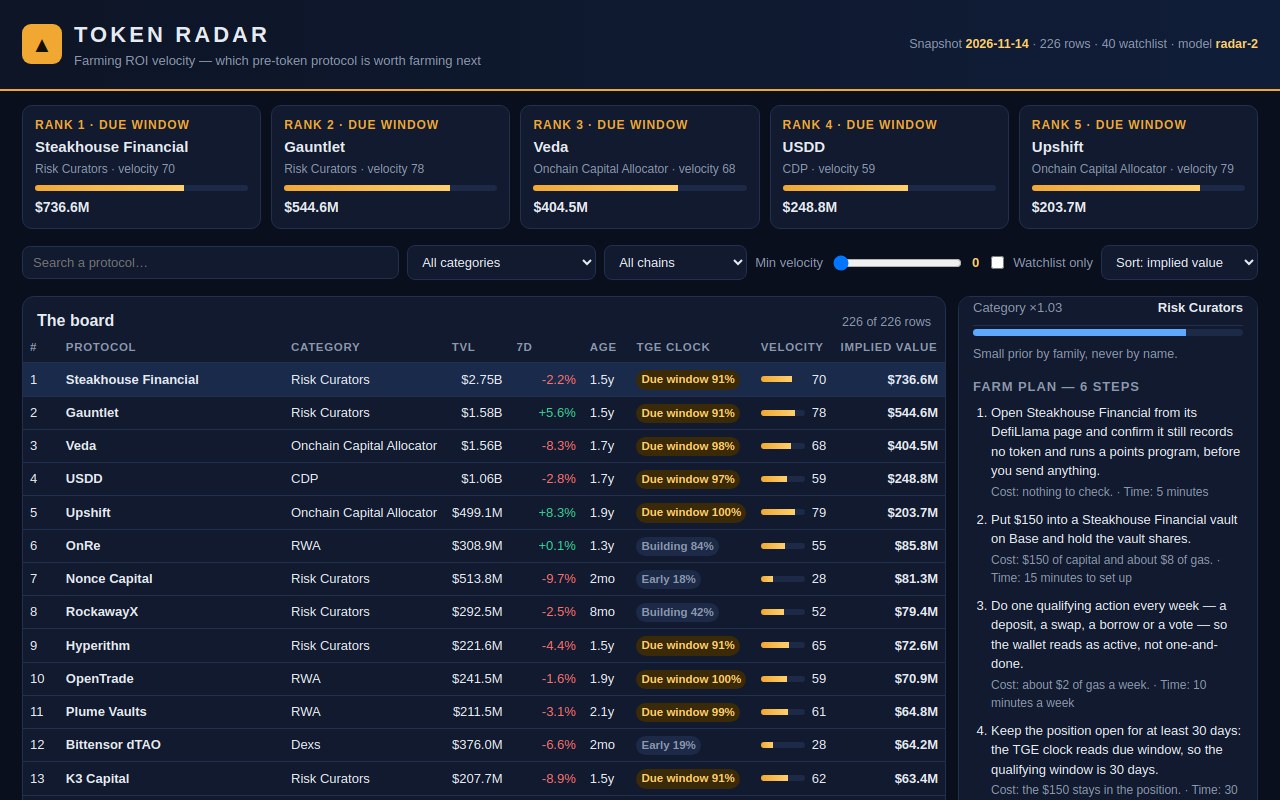 TOKEN RADAR
Farming ROI velocity — which pre-token protocol is worth farming next
Snapshot 2026-11-14 · 226 rows · 40 watchlist · model radar-2
RANK 1 · DUE WINDOW
Steakhouse Financial
Risk Curators · velocity 70
$736.6M
RANK 2 · DUE WINDOW
Gauntlet
Risk Curators · velocity 78
$544.6M
RANK 3 · DUE WINDOW
Veda
Onchain Capital Allocator · velocity 68
$404.5M
RANK 4 · DUE WINDOW
USDD
CDP · velocity 59
$248.8M
RANK 5 · DUE WINDOW
Upshift
Onchain Capital Allocator · velocity 79
$203.7M
Search a protocol… All categories All chains Min velocity 0 Watchlist only Sort: implied value
The board 226 of 226 rows
# PROTOCOL CATEGORY TVL 7D AGE TGE CLOCK VELOCITY IMPLIED VALUE
1 Steakhouse Financial Risk Curators $2.75B -2.2% 1.5y Due window 91% 70 $736.6M
2 Gauntlet Risk Curators $1.58B +5.6% 1.5y Due window 91% 78 $544.6M
3 Veda Onchain Capital Allocator $1.56B -8.3% 1.7y Due window 98% 68 $404.5M
4 USDD CDP $1.06B -2.8% 1.7y Due window 97% 59 $248.8M
5 Upshift Onchain Capital Allocator $499.1M +8.3% 1.9y Due window 100% 79 $203.7M
6 OnRe RWA $308.9M +0.1% 1.3y Building 84% 55 $85.8M
7 Nonce Capital Risk Curators $513.8M -9.7% 2mo Early 18% 28 $81.3M
8 RockawayX Risk Curators $292.5M -2.5% 8mo Building 42% 52 $79.4M
9 Hyperithm Risk Curators $221.6M -4.4% 1.5y Due window 91% 65 $72.6M
10 OpenTrade RWA $241.5M -1.6% 1.9y Due window 100% 59 $70.9M
11 Plume Vaults RWA $211.5M -3.1% 2.1y Due window 99% 61 $64.8M
12 Bittensor dTAO Dexs $376.0M -6.6% 2mo Early 19% 28 $64.2M
13 K3 Capital Risk Curators $207.7M -8.9% 1.5y Due window 91% 62 $63.4M
Category ×1.03 Risk Curators
Small prior by family, never by name.
FARM PLAN — 6 STEPS
1. Open Steakhouse Financial from its
DefiLlama page and confirm it still records
no token and runs a points program, before
you send anything.
Cost: nothing to check. · Time: 5 minutes
2. Put $150 into a Steakhouse Financial vault
on Base and hold the vault shares.
Cost: $150 of capital and about $8 of gas. ·
Time: 15 minutes to set up
3. Do one qualifying action every week — a
deposit, a swap, a borrow or a vote — so
the wallet reads as active, not one-and-
done.
Cost: about $2 of gas a week. · Time: 10
minutes a week
4. Keep the position open for at least 30 days:
the TGE clock reads due window, so the
qualifying window is 30 days.
Cost: the $150 stays in the position. · Time: 30